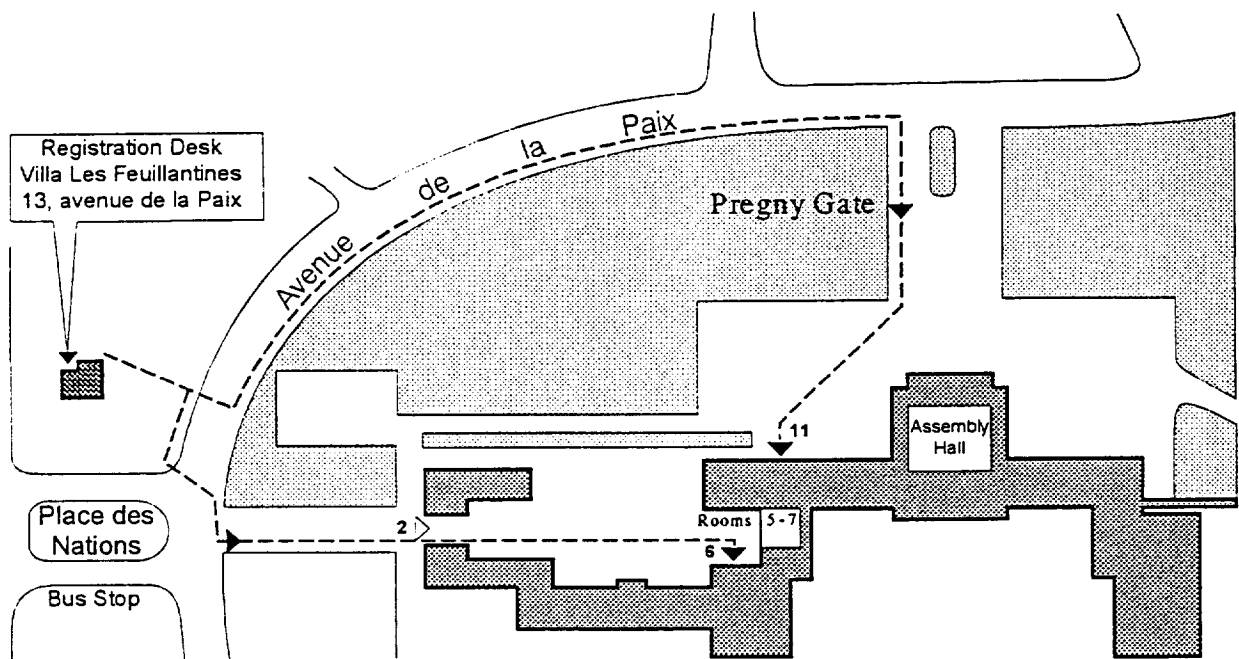 Registration Desk
Villa Les Feuillantines
13, avenue de la Paix
Avenue de la Paix
Pregny Gate
11
Assembly
Hall
Place des
Nations
2
Rooms 5-7
6
Bus Stop